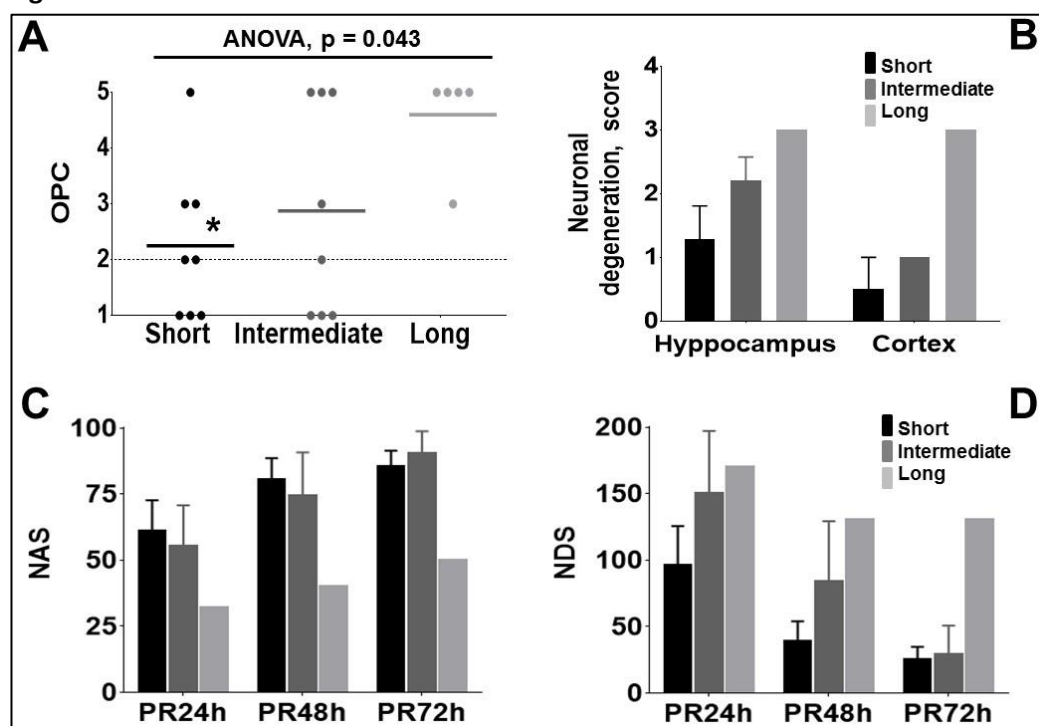 A
ANOVA, p = 0.043
5
3
2
1
OPC
Short
Intermediate
Long
*
B
4
3
2
1
0
Neuronal
degeneration, score
Short
Intermediate
Long
Hyppocampus
Cortex
C
100
75
50
25
0
NAS
PR24h
PR48h
PR72h
D
200
150
100
50
0
NDS
Short
Intermediate
Long
PR24h
PR48h
PR72h